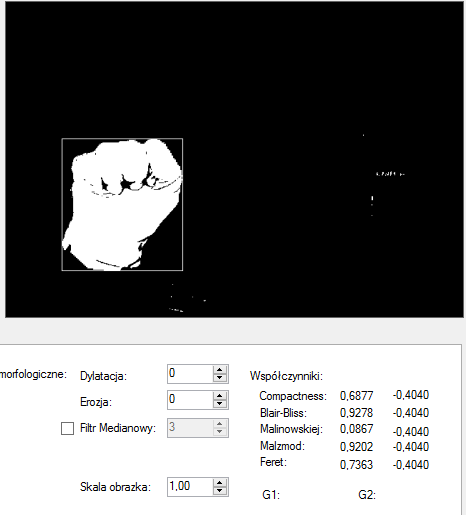 morfologiczne: Dylatacja: 0 Współczynniki:
Erozja: 0 Compactness: 0,6877 -0,4040
Filtr Medianowy: 3 Blair-Bliss: 0,9278 -0,4040
Malinowskiej: 0,0867 -0,4040
Malzmod: 0,9202 -0,4040
Feret: 0,7363 -0,4040
Skala obrazka: 1,00 G1: G2: